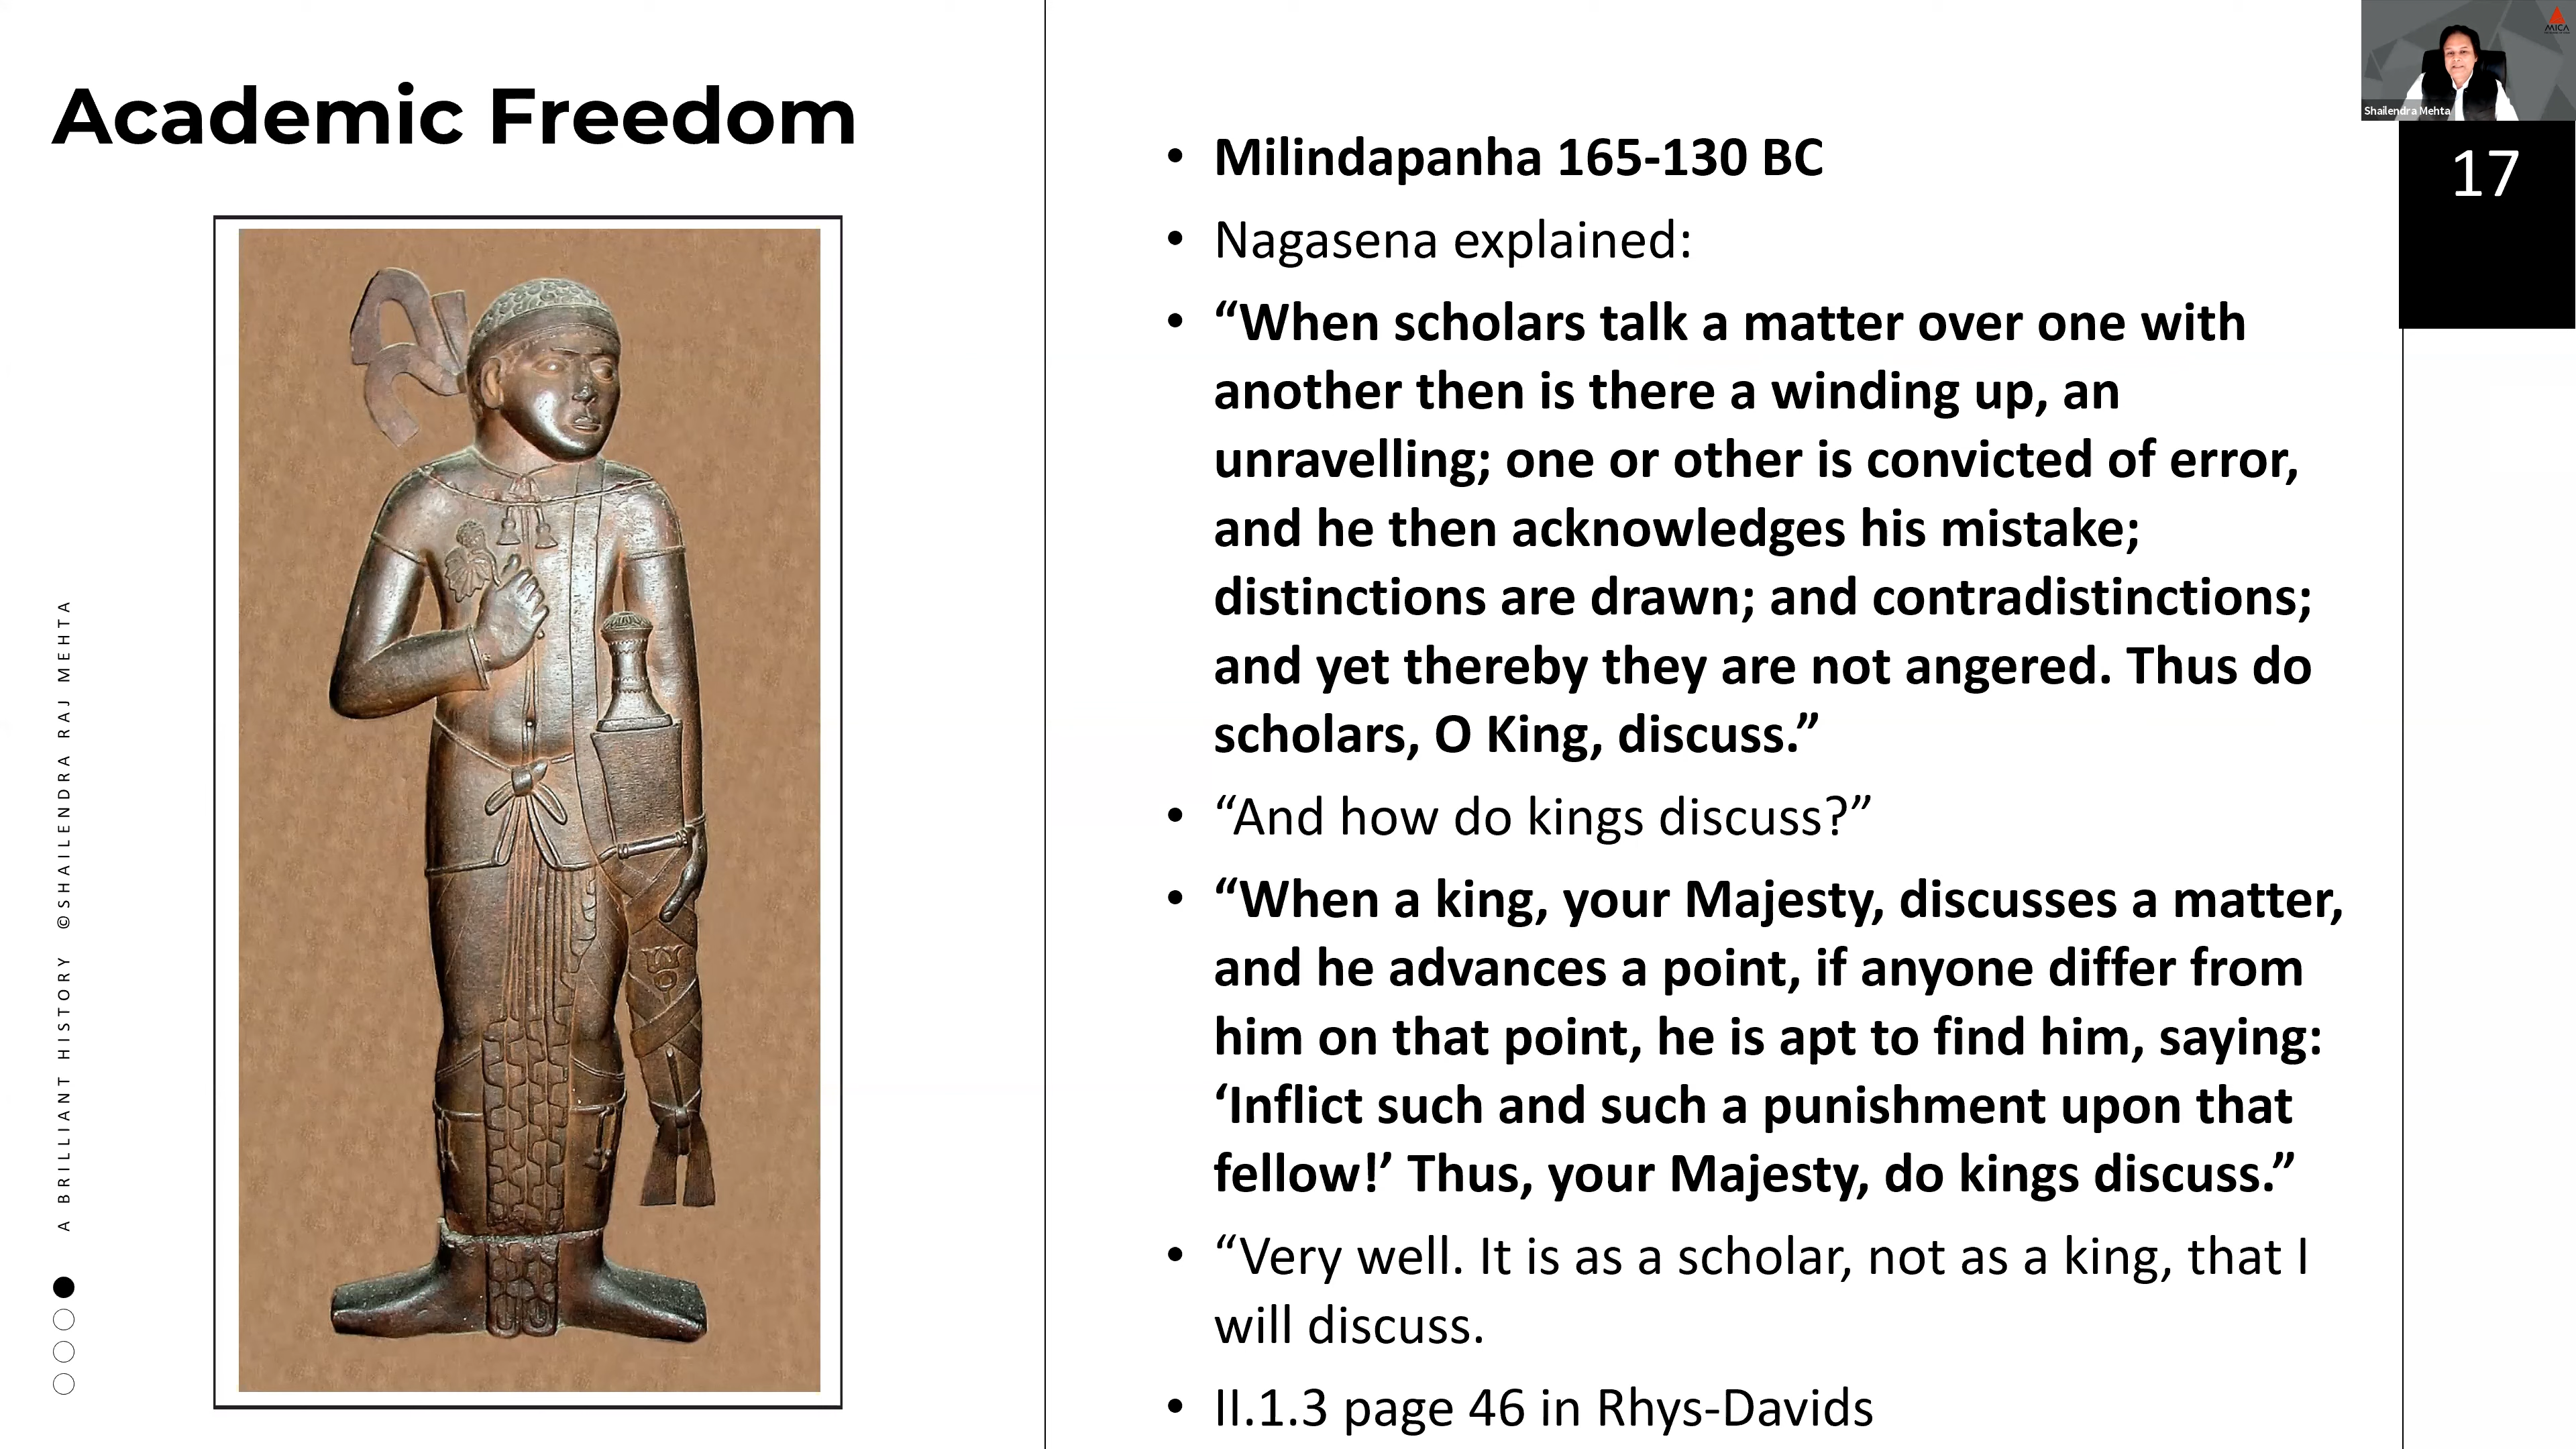 Academic Freedom
A BRILLIANT HISTORY ©SHAILENDRA RAJ MEHTA
• Milindapanha 165-130 BC
• Nagasena explained:
• “When scholars talk a matter over one with
another then is there a winding up, an
unravelling; one or other is convicted of error,
and he then acknowledges his mistake;
distinctions are drawn; and contradistinctions;
and yet thereby they are not angered. Thus do
scholars, O King, discuss.”
• “And how do kings discuss?”
• “When a king, your Majesty, discusses a matter,
and he advances a point, if anyone differ from
him on that point, he is apt to find him, saying:
‘Inflict such and such a punishment upon that
fellow!’ Thus, your Majesty, do kings discuss.”
• “Very well. It is as a scholar, not as a king, that I
will discuss.
• II.1.3 page 46 in Rhys-Davids
MICA
Shailendra Mehta
17